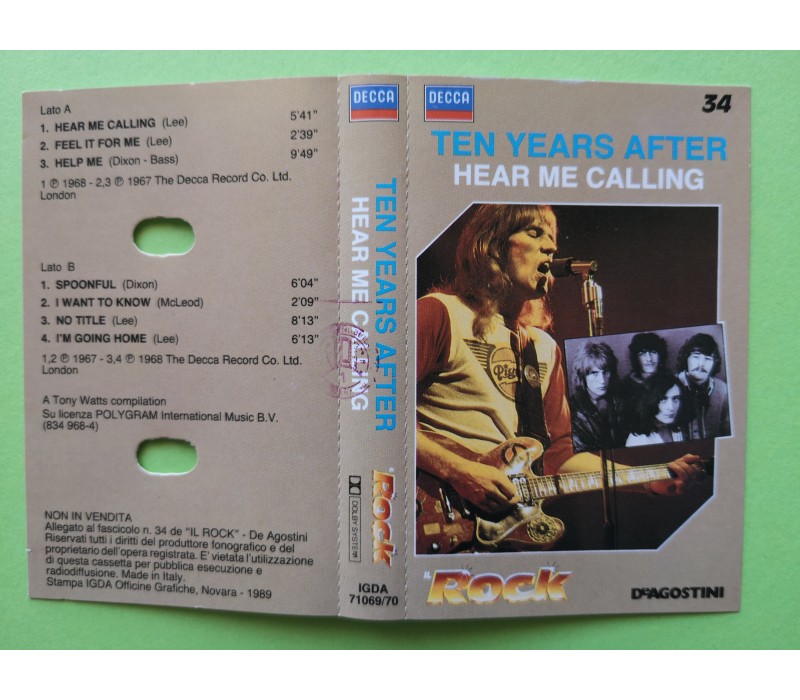 Lato A
1. HEAR ME CALLING (Lee) 5'41"
2. FEEL IT FOR ME (Lee) 2'39"
3. HELP ME (Dixon - Bass) 9'49"
1 ℗ 1968 - 2,3 ℗ 1967 The Decca Record Co. Ltd.
London
Lato B
1. SPOONFUL (Dixon) 6'04"
2. I WANT TO KNOW (McLeod) 2'09"
3. NO TITLE (Lee) 8'13"
4. I'M GOING HOME (Lee) 6'13"
1,2 ℗ 1967 - 3,4 ℗ 1968 The Decca Record Co. Ltd.
London
A Tony Watts compilation
Su licenza POLYGRAM International Music B.V.
(834 968-4)
NON IN VENDITA
Allegato al fascicolo n. 34 de "IL ROCK" - De Agostini
Riservati tutti i diritti del produttore fonografico e del
proprietario dell'opera registrata. E' vietata l'utilizzazione
di questa cassetta per pubblica esecuzione e
radiodiffusione. Made in Italy.
Stampa IGDA Officine Grafiche, Novara - 1989
DECCA
TEN YEARS AFTER
HEAR ME CALLING
IL Rock
DOLBY SYSTEM
IGDA
71069/70
DECCA
34
TEN YEARS AFTER
HEAR ME CALLING
IL Rock
DeAGOSTINI